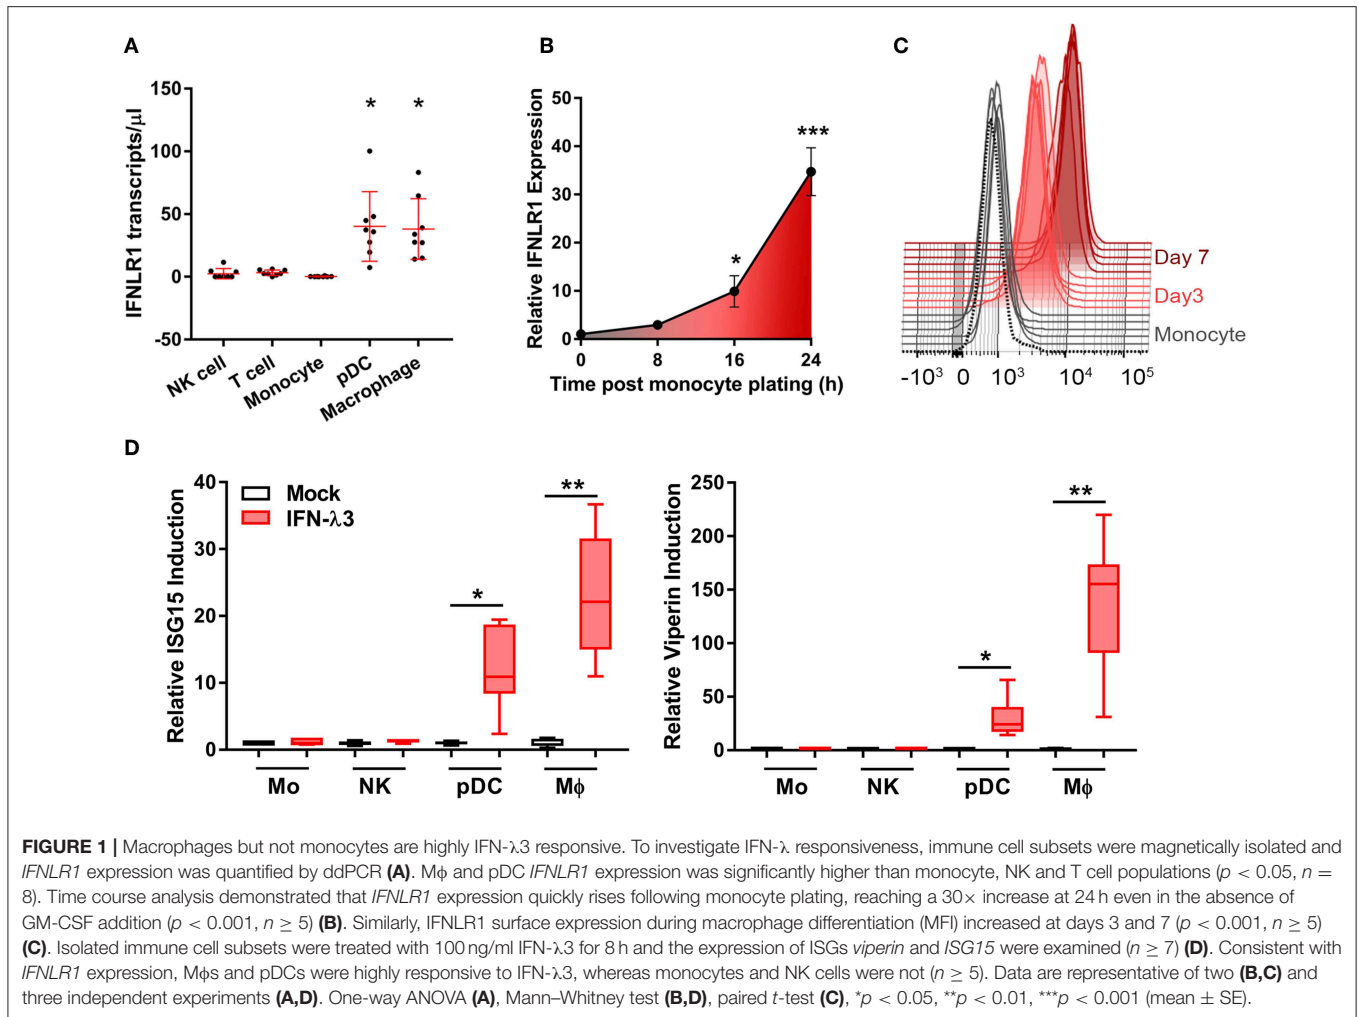 A
IFNLR1 transcripts/μl
150
100
50
0
-50
*
*
NK cell
T cell
Monocyte
pDC
Macrophage
B
Relative IFNLR1 Expression
50
40
30
20
10
0
*
***
0
8
16
24
Time post monocyte plating (h)
C
Day 7
Day3
Monocyte
-10³
0
10³
10⁴
10⁵
D
Relative ISG15 Induction
40
30
20
10
0
Mock
IFN-λ3
*
**
Mo
NK
pDC
Mϕ
Relative Viperin Induction
250
200
150
100
50
0
*
**
Mo
NK
pDC
Mϕ
FIGURE 1 | Macrophages but not monocytes are highly IFN-λ3 responsive. To investigate IFN-λ responsiveness, immune cell subsets were magnetically isolated and
IFNLR1 expression was quantified by ddPCR (A). Mϕ and pDC IFNLR1 expression was significantly higher than monocyte, NK and T cell populations (p < 0.05, n =
8). Time course analysis demonstrated that IFNLR1 expression quickly rises following monocyte plating, reaching a 30× increase at 24 h even in the absence of
GM-CSF addition (p < 0.001, n ≥ 5) (B). Similarly, IFNLR1 surface expression during macrophage differentiation (MFI) increased at days 3 and 7 (p < 0.001, n ≥ 5)
(C). Isolated immune cell subsets were treated with 100 ng/ml IFN-λ3 for 8 h and the expression of ISGs viperin and ISG15 were examined (n ≥ 7) (D). Consistent with
IFNLR1 expression, Mϕs and pDCs were highly responsive to IFN-λ3, whereas monocytes and NK cells were not (n ≥ 5). Data are representative of two (B,C) and
three independent experiments (A,D). One-way ANOVA (A), Mann–Whitney test (B,D), paired t-test (C), *p < 0.05, **p < 0.01, ***p < 0.001 (mean ± SE).